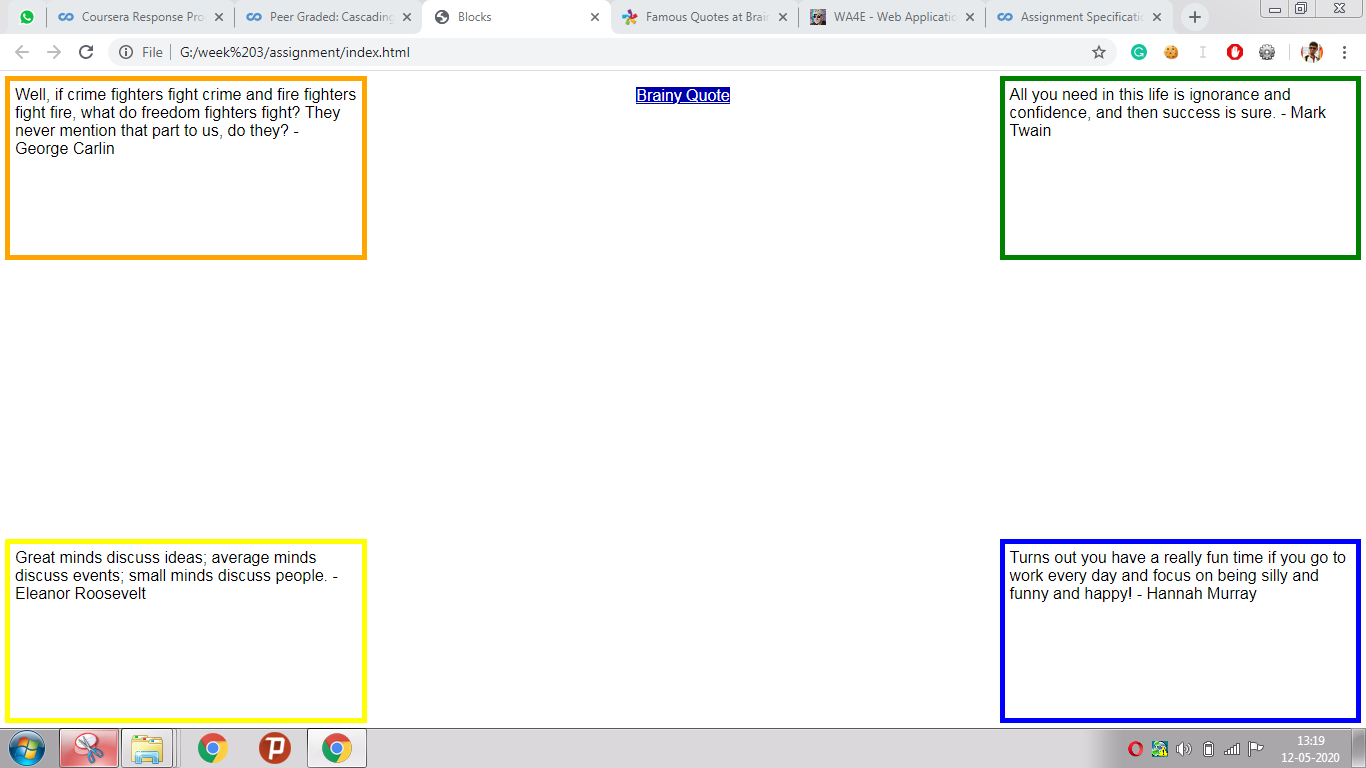 Coursera Response Pro
Peer Graded: Cascading
Blocks
Famous Quotes at Brain
WA4E - Web Applicatio
Assignment Specificatio
File
G:/week%203/assignment/index.html
Well, if crime fighters fight crime and fire fighters
fight fire, what do freedom fighters fight? They
never mention that part to us, do they? -
George Carlin
Brainy Quote
All you need in this life is ignorance and
confidence, and then success is sure. - Mark
Twain
Great minds discuss ideas; average minds
discuss events; small minds discuss people. -
Eleanor Roosevelt
Turns out you have a really fun time if you go to
work every day and focus on being silly and
funny and happy! - Hannah Murray
13:19
12-05-2020